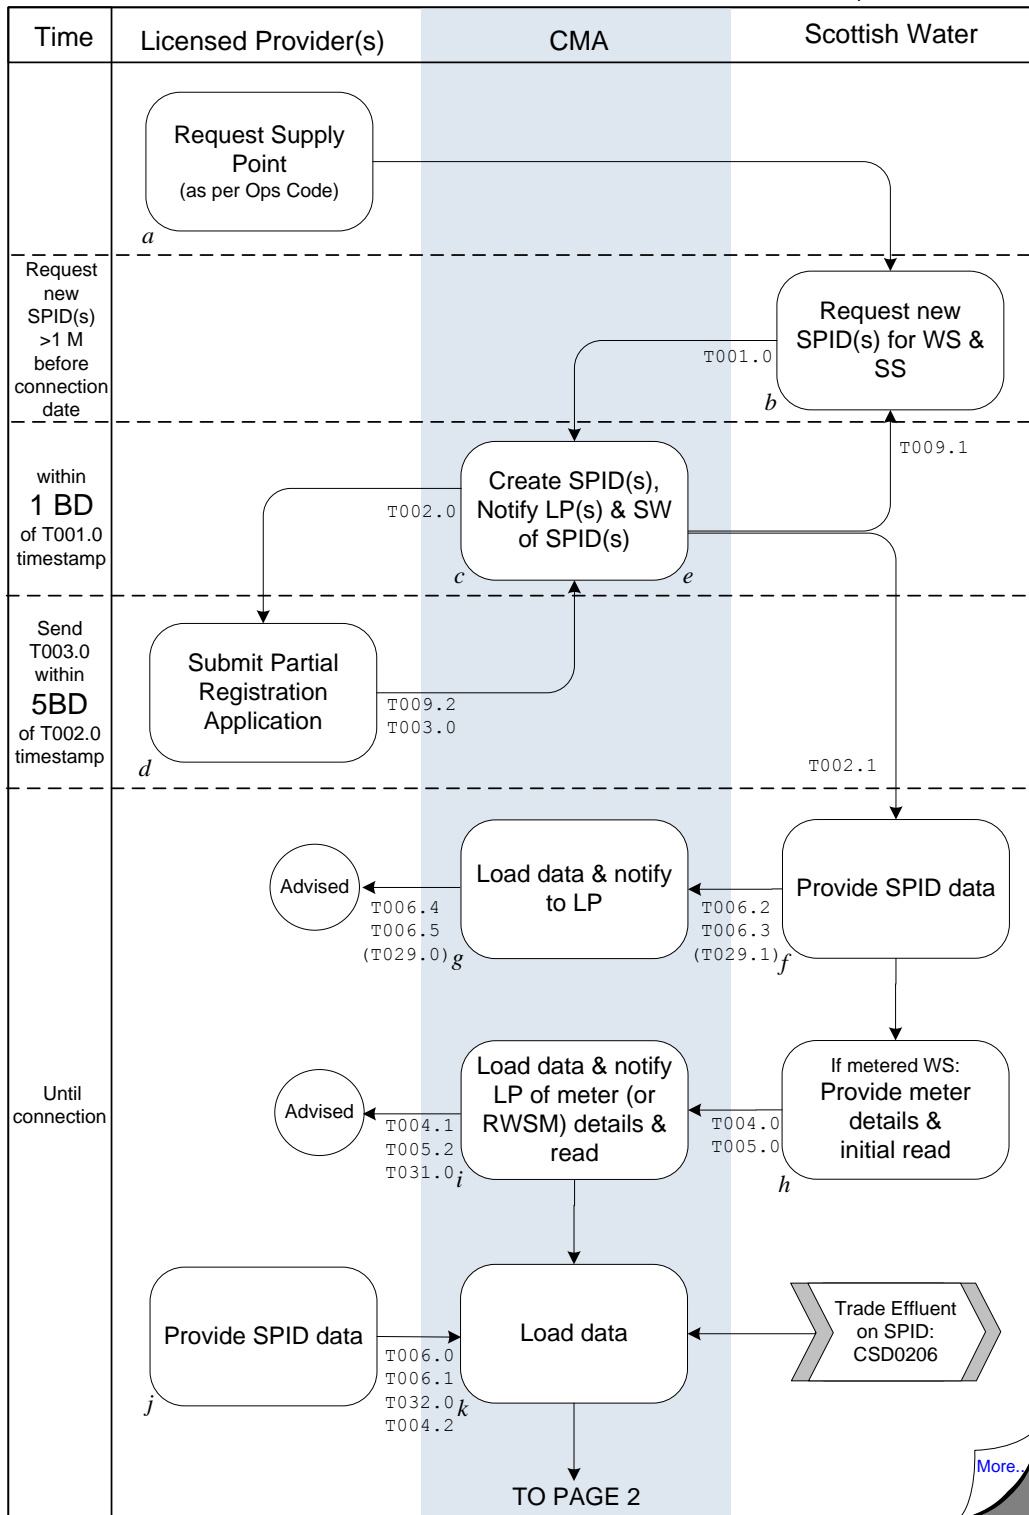 Time
Licensed Provider(s)
CMA
Scottish Water
Request Supply
Point
(as per Ops Code)
a
Request
new
SPID(s)
>1 M
before
connection
date
Request new
SPID(s) for WS &
SS
b
T001.0
T009.1
within
1 BD
of T001.0
timestamp
T002.0
Create SPID(s),
Notify LP(s) & SW
of SPID(s)
c
e
Send
T003.0
within
5BD
of T002.0
timestamp
Submit Partial
Registration
Application
d
T009.2
T003.0
T002.1
Until
connection
Advised
T006.4
T006.5
(T029.0)
g
Load data & notify
to LP
T006.2
T006.3
(T029.1)
f
Provide SPID data
Advised
T004.1
T005.2
T031.0
i
Load data & notify
LP of meter (or
RWSM) details &
read
T004.0
T005.0
If metered WS:
Provide meter
details &
initial read
h
Provide SPID data
j
T006.0
T006.1
T032.0
T004.2
k
Load data
Trade Effluent
on SPID:
CSD0206
TO PAGE 2
More..